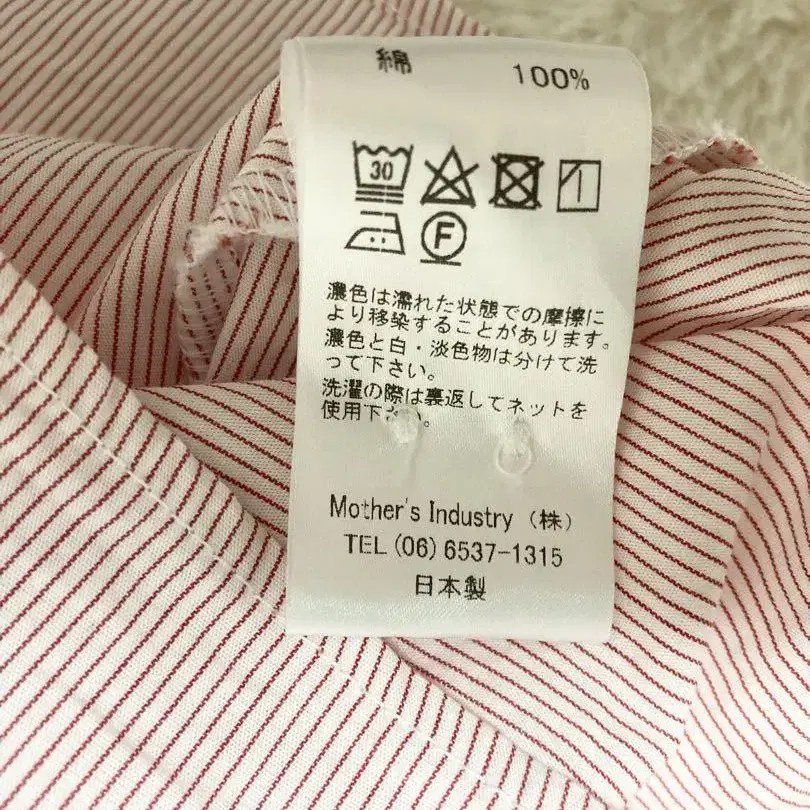 綿 100%
30
F
濃色は濡れた状態での摩擦に
より移染することがあります。
濃色と白・淡色物は分けて洗
って下さい。
洗濯の際は裏返してネットを
使用下さい。
Mother's Industry（株）
TEL(06)6537-1315
日本製